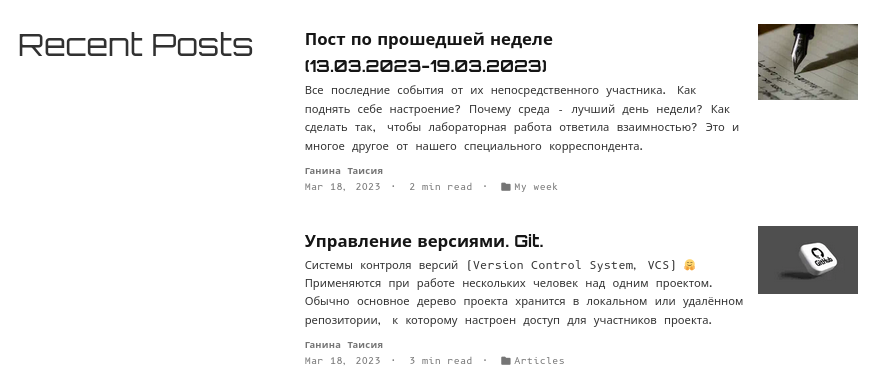 Recent Posts
Пост по прошедшей неделе
(13.03.2023-19.03.2023)
Все последние события от их непосредственного участника. Как
поднять себе настроение? Почему среда - лучший день недели? Как
сделать так, чтобы лабораторная работа ответила взаимностью? Это и
многое другое от нашего специального корреспондента.
Ганина Таисия
Mar 18, 2023 · 2 min read · My week
Управление версиями. Git.
Системы контроля версий (Version Control System, VCS) 🤗
Применяются при работе нескольких человек над одним проектом.
Обычно основное дерево проекта хранится в локальном или удалённом
репозитории, к которому настроен доступ для участников проекта.
GitHub
Ганина Таисия
Mar 18, 2023 · 3 min read · Articles